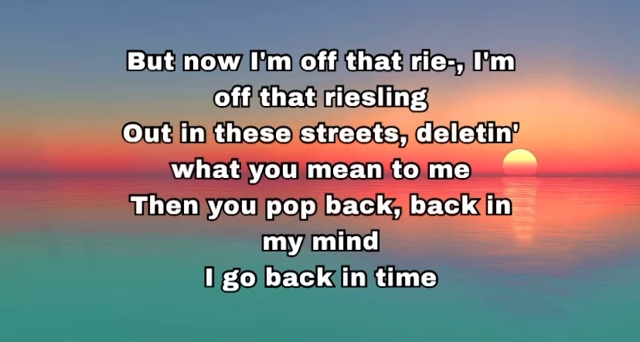 But now I'm off that rie-, I'm
off that riesling
Out in these streets, deletin'
what you mean to me
Then you pop back, back in
my mind
I go back in time